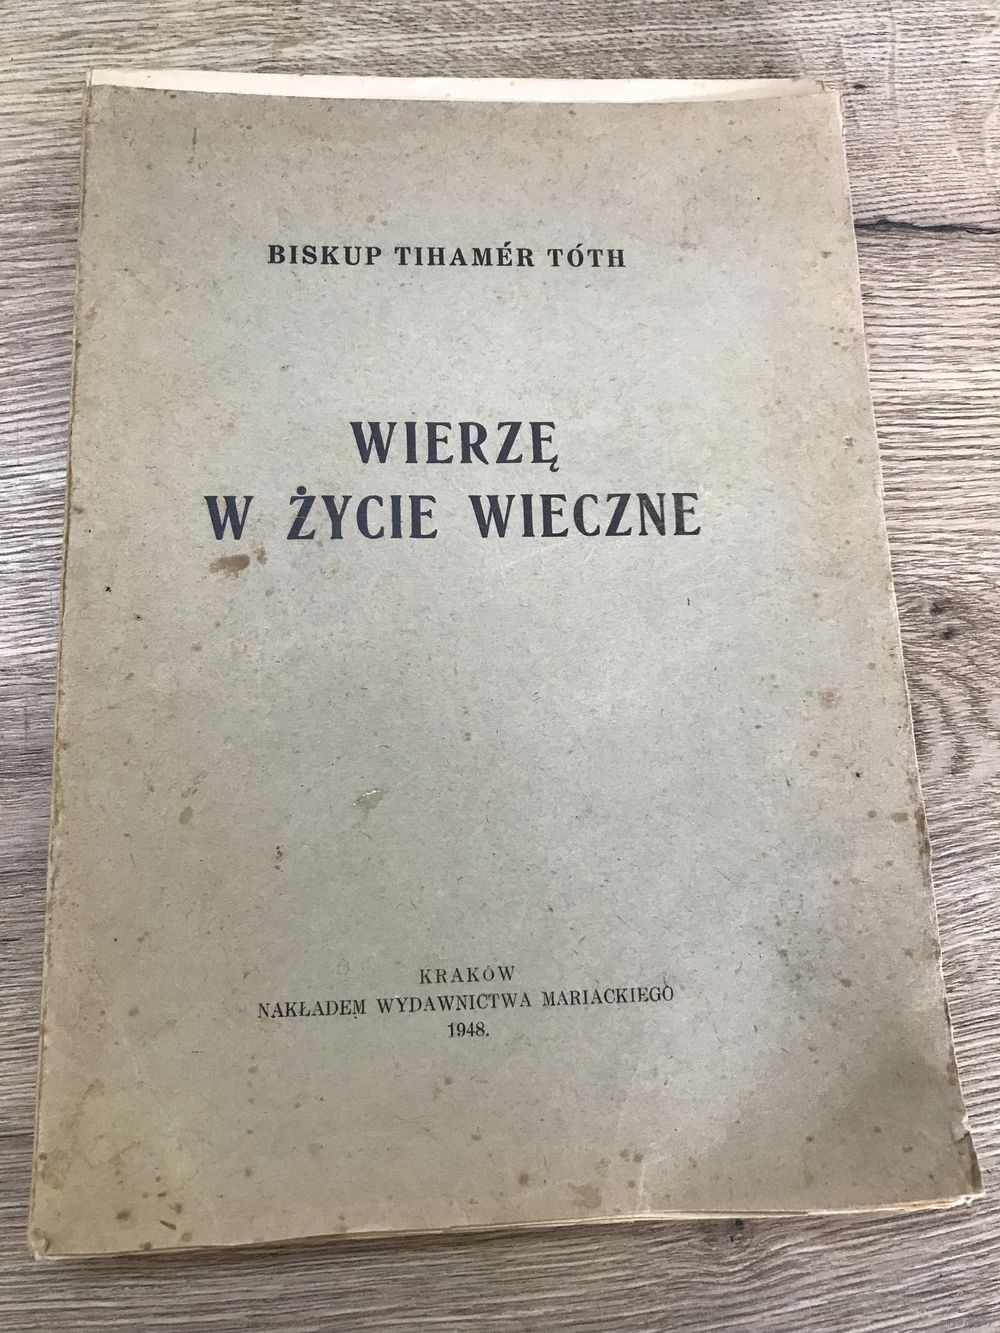 BISKUP TIHAMÉR TÓTH
WIERZĘ
W ŻYCIE WIECZNE
KRAKÓW
NAKŁADEM WYDAWNICTWA MARIACKIEGO
1948.